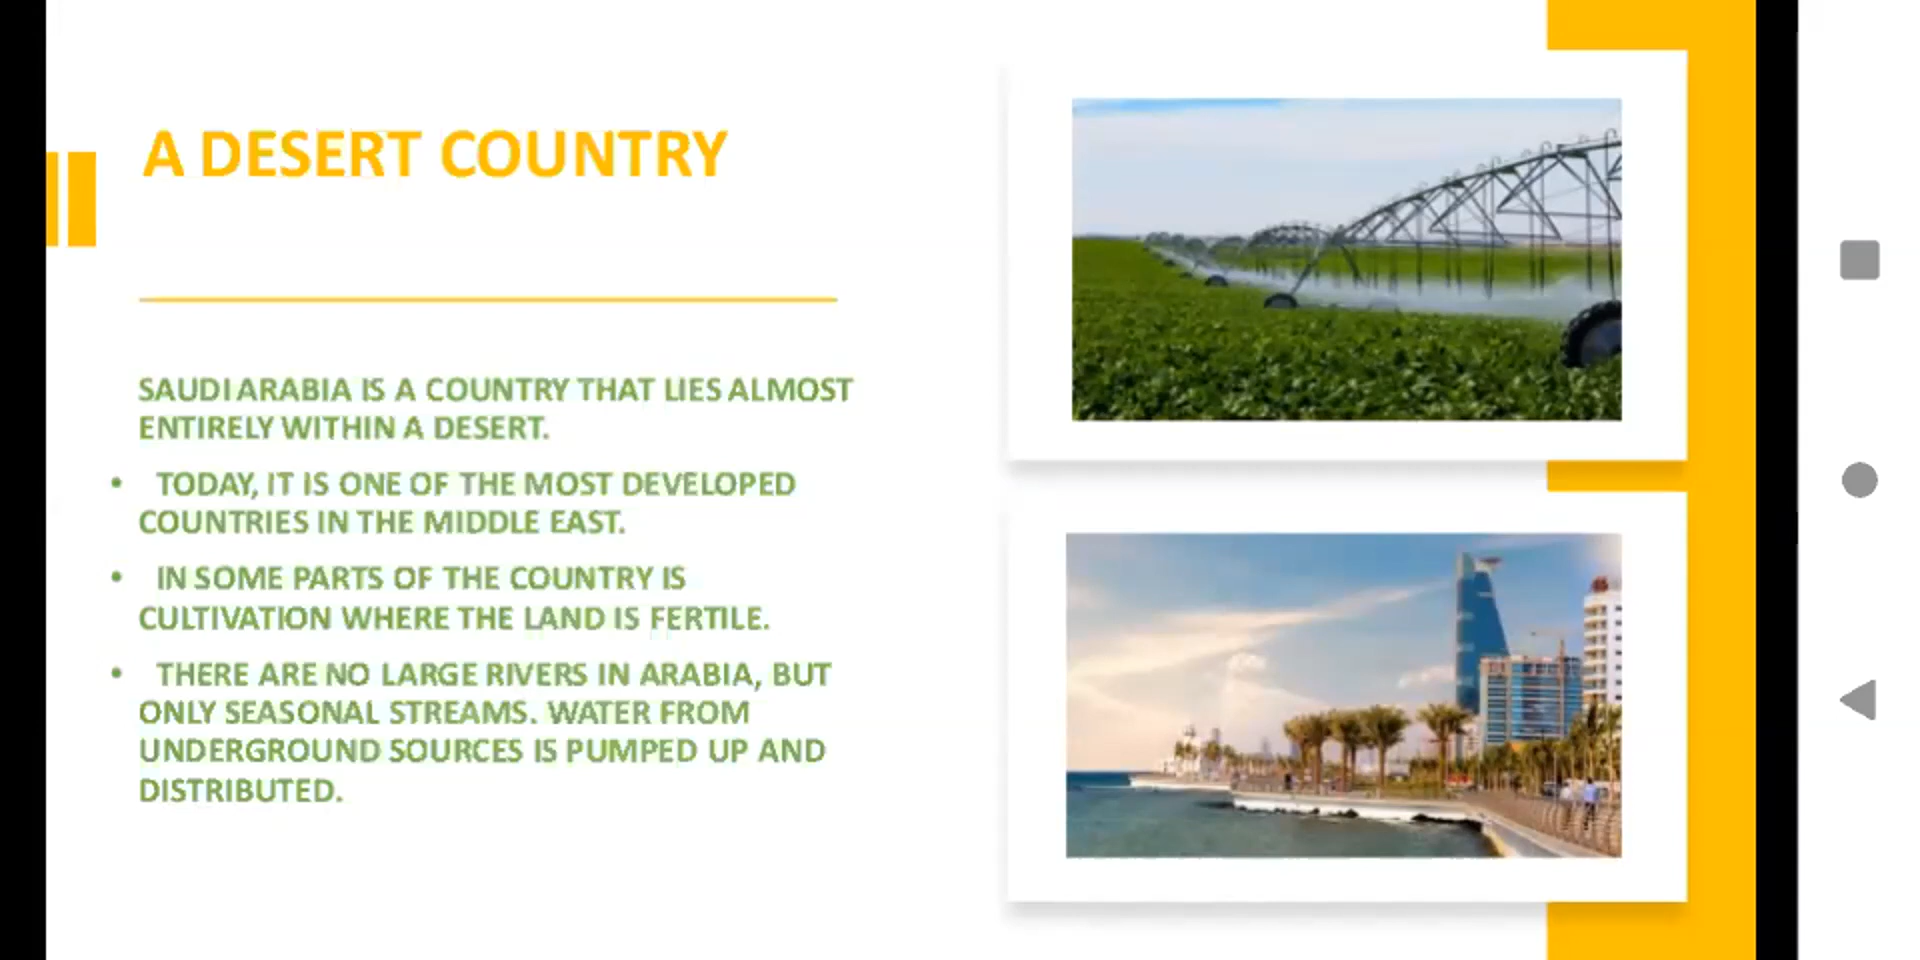 A DESERT COUNTRY
SAUDI ARABIA IS A COUNTRY THAT LIES ALMOST
ENTIRELY WITHIN A DESERT.
• TODAY, IT IS ONE OF THE MOST DEVELOPED
COUNTRIES IN THE MIDDLE EAST.
• IN SOME PARTS OF THE COUNTRY IS
CULTIVATION WHERE THE LAND IS FERTILE.
• THERE ARE NO LARGE RIVERS IN ARABIA, BUT
ONLY SEASONAL STREAMS. WATER FROM
UNDERGROUND SOURCES IS PUMPED UP AND
DISTRIBUTED.